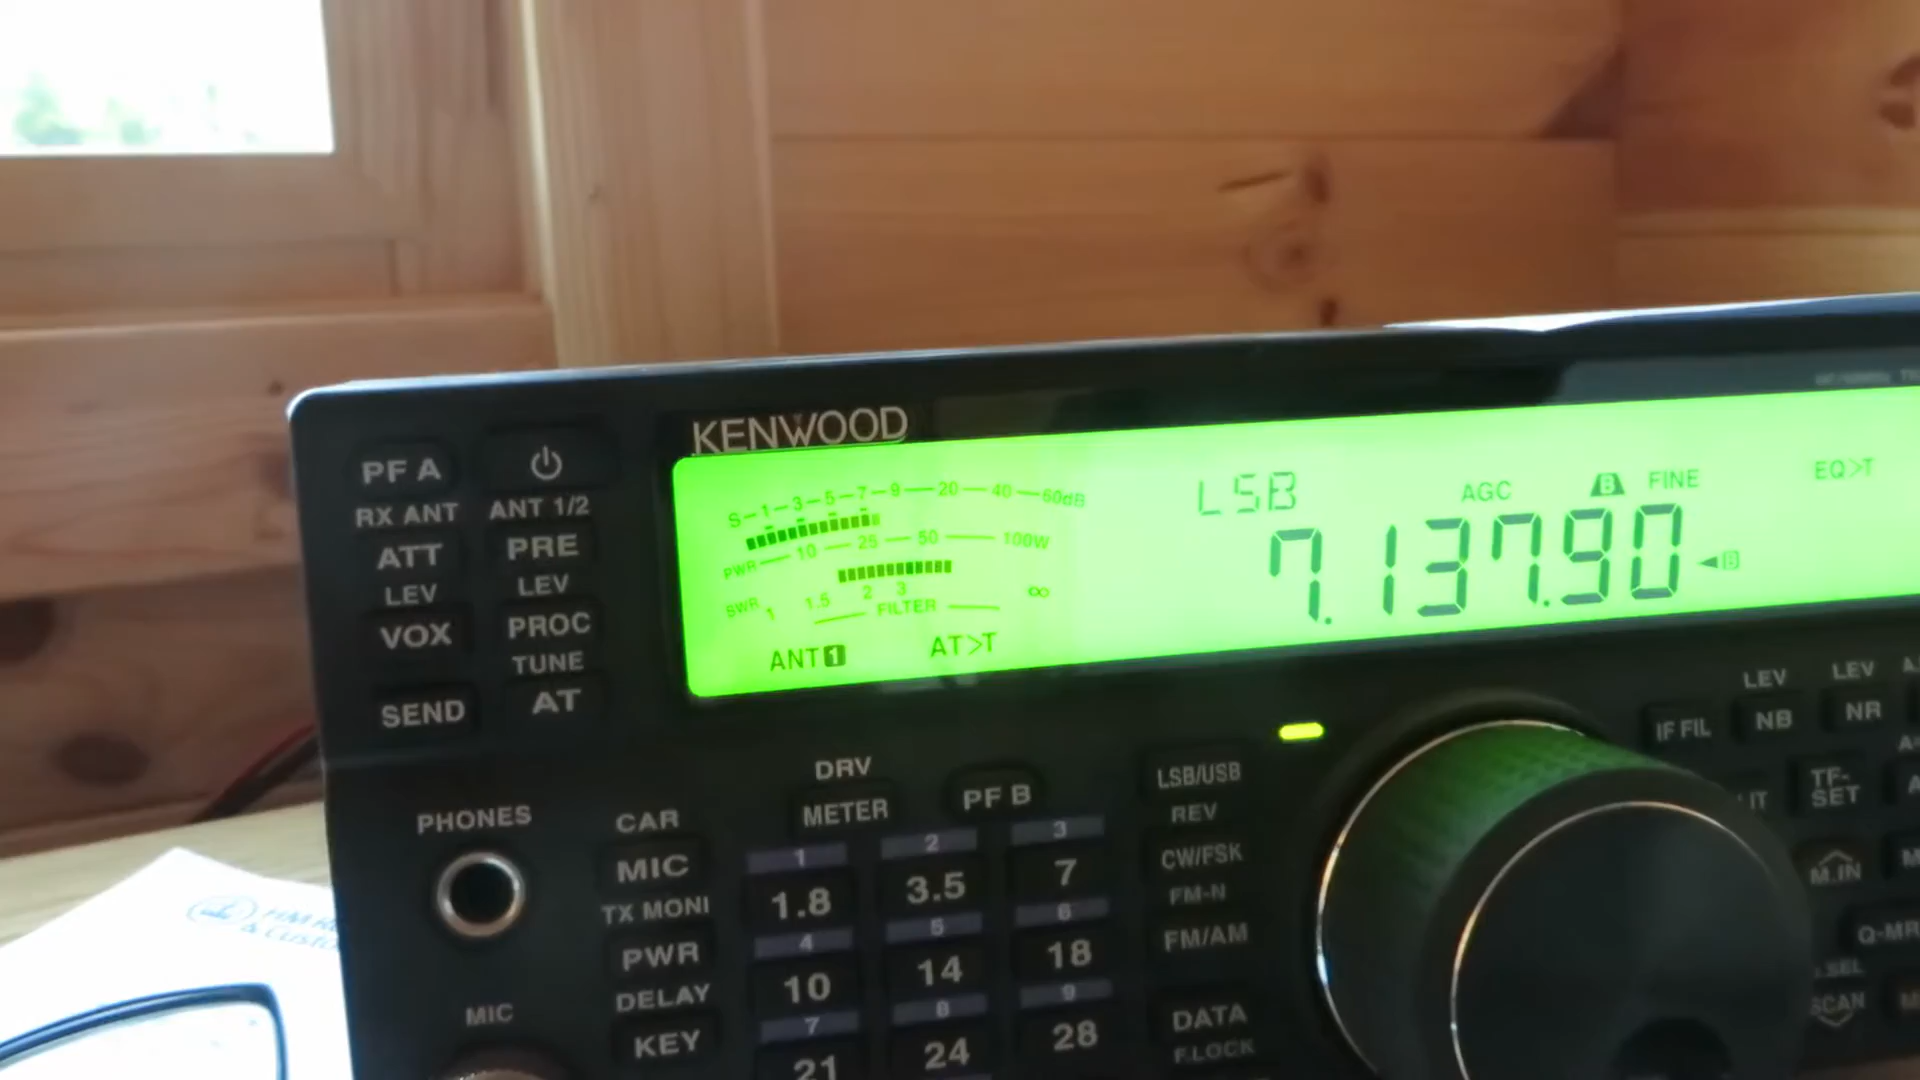 KENWOOD
PF A
RX ANT
ANT 1/2
ATT
PRE
LEV
LEV
VOX
PROC
TUNE
SEND
AT
S-1-3-5-7-9-20-40-60dB
PWR 10 25 50 100W
SWR 1 1.5 2 3 ∞
FILTER
ANT 1
AT>T
LSB
AGC
B
FINE
EQ>T
7.137.90
◄B
PHONES
MIC
CAR
MIC
TX MONI
PWR
DELAY
KEY
DRV
METER
PF B
1
2
3
1.8
3.5
7
4
5
6
10
14
18
7
8
9
21
24
28
LSB/USB
REV
CW/FSK
FM-N
FM/AM
DATA
F.LOCK
LEV
LEV
IF FIL
NB
NR
TF-
SET
M.IN
Q-MR
SCAN
& Custo